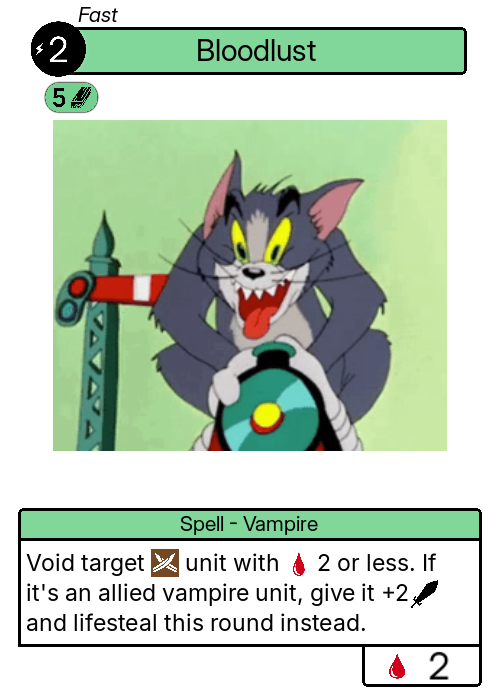 Fast
2
Bloodlust
5
Spell - Vampire
Void target unit with 2 or less. If
it's an allied vampire unit, give it +2
and lifesteal this round instead.
2